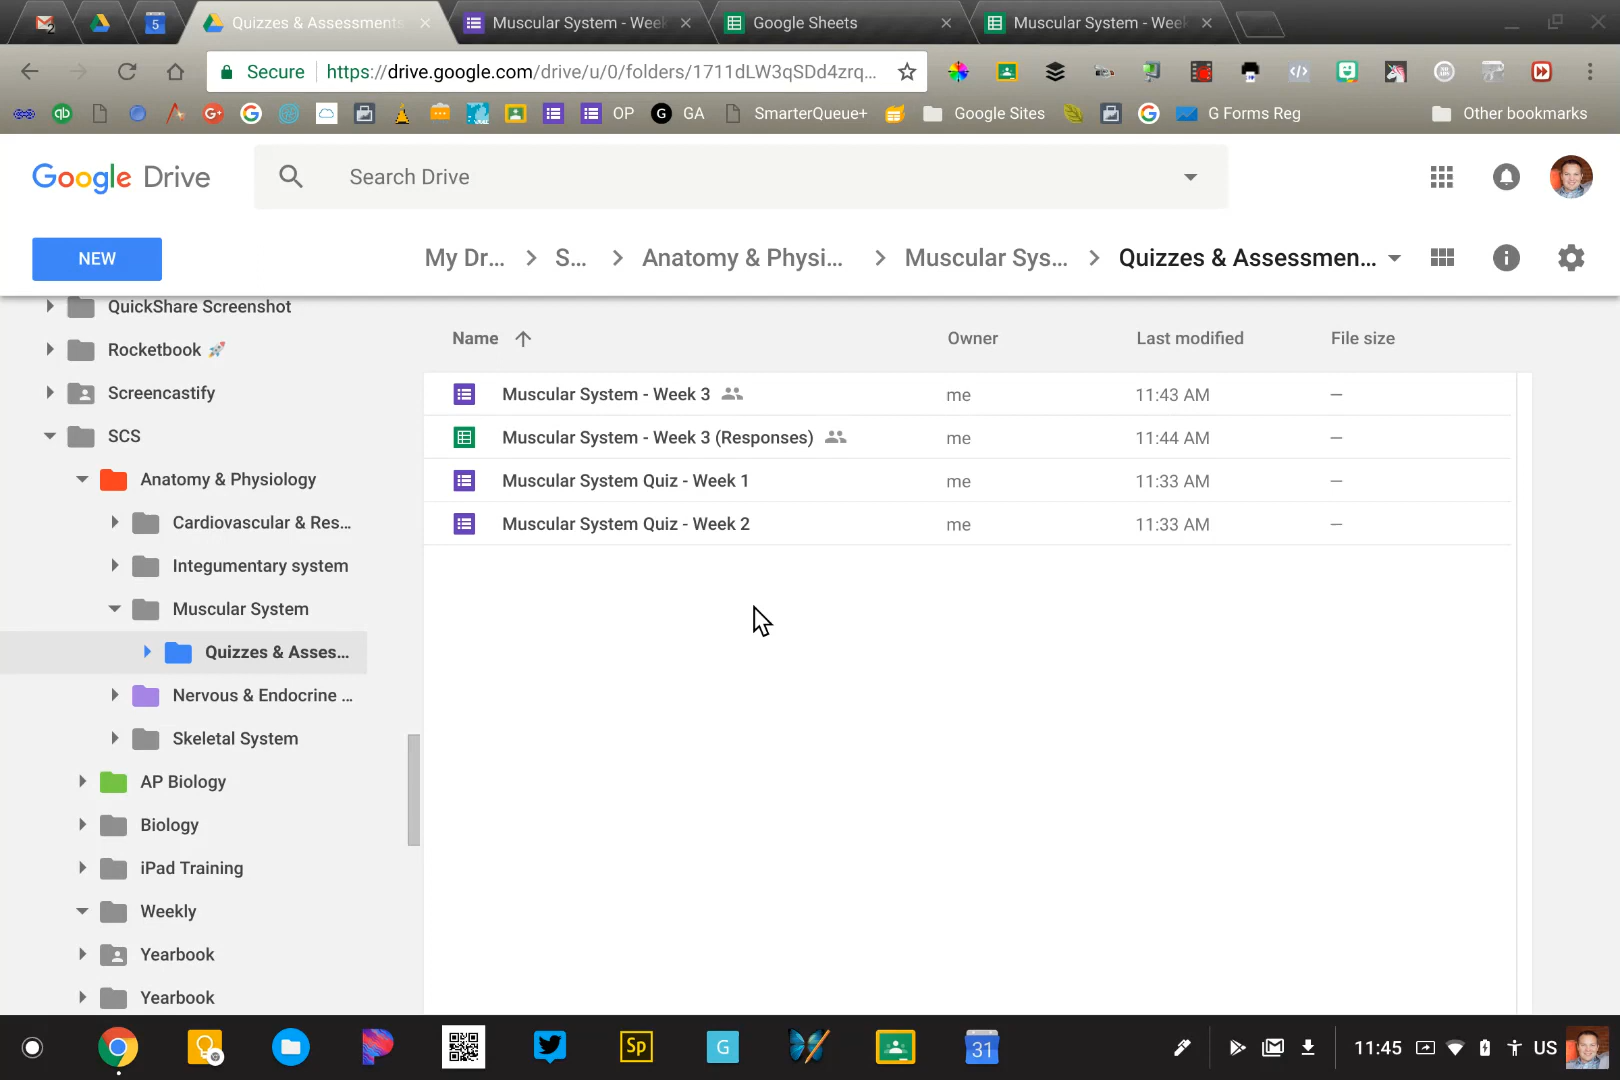 Quizzes & Assessments
Muscular System - Week
Google Sheets
Muscular System - Week
Secure
https://drive.google.com/drive/u/0/folders/1711dLW3qSDd4zrq...
OP
GA
SmarterQueue+
Google Sites
G Forms Reg
Other bookmarks
Google Drive
Search Drive
NEW
My Dr...
S...
Anatomy & Physi...
Muscular Sys...
Quizzes & Assessmen...
QuickShare Screenshot
Rocketbook 🚀
Screencastify
SCS
Anatomy & Physiology
Cardiovascular & Res...
Integumentary system
Muscular System
Quizzes & Asses...
Nervous & Endocrine ...
Skeletal System
AP Biology
Biology
iPad Training
Weekly
Yearbook
Yearbook
Name Owner Last modified File size
Muscular System - Week 3 me 11:43 AM —
Muscular System - Week 3 (Responses) me 11:44 AM —
Muscular System Quiz - Week 1 me 11:33 AM —
Muscular System Quiz - Week 2 me 11:33 AM —
Sp
G
31
11:45
US